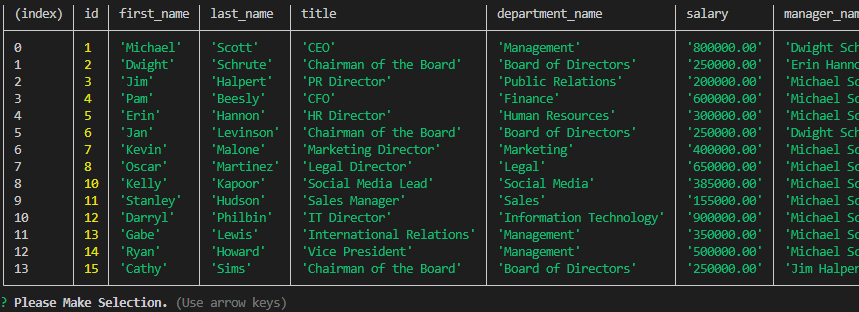 (index) id first_name last_name title department_name salary manager_name
0 1 'Michael' 'Scott' 'CEO' 'Management' '800000.00' 'Dwight Sch
1 2 'Dwight' 'Schrute' 'Chairman of the Board' 'Board of Directors' '250000.00' 'Erin Hanno
2 3 'Jim' 'Halpert' 'PR Director' 'Public Relations' '200000.00' 'Michael Sc
3 4 'Pam' 'Beesly' 'CFO' 'Finance' '600000.00' 'Michael Sc
4 5 'Erin' 'Hannon' 'HR Director' 'Human Resources' '300000.00' 'Michael Sc
5 6 'Jan' 'Levinson' 'Chairman of the Board' 'Board of Directors' '250000.00' 'Dwight Sch
6 7 'Kevin' 'Malone' 'Marketing Director' 'Marketing' '400000.00' 'Michael Sc
7 8 'Oscar' 'Martinez' 'Legal Director' 'Legal' '650000.00' 'Michael Sc
8 10 'Kelly' 'Kapoor' 'Social Media Lead' 'Social Media' '385000.00' 'Michael Sc
9 11 'Stanley' 'Hudson' 'Sales Manager' 'Sales' '155000.00' 'Michael Sc
10 12 'Darryl' 'Philbin' 'IT Director' 'Information Technology' '900000.00' 'Michael Sc
11 13 'Gabe' 'Lewis' 'International Relations' 'Management' '350000.00' 'Michael Sc
12 14 'Ryan' 'Howard' 'Vice President' 'Management' '500000.00' 'Michael Sc
13 15 'Cathy' 'Sims' 'Chairman of the Board' 'Board of Directors' '250000.00' 'Jim Halper
? Please Make Selection. (Use arrow keys)